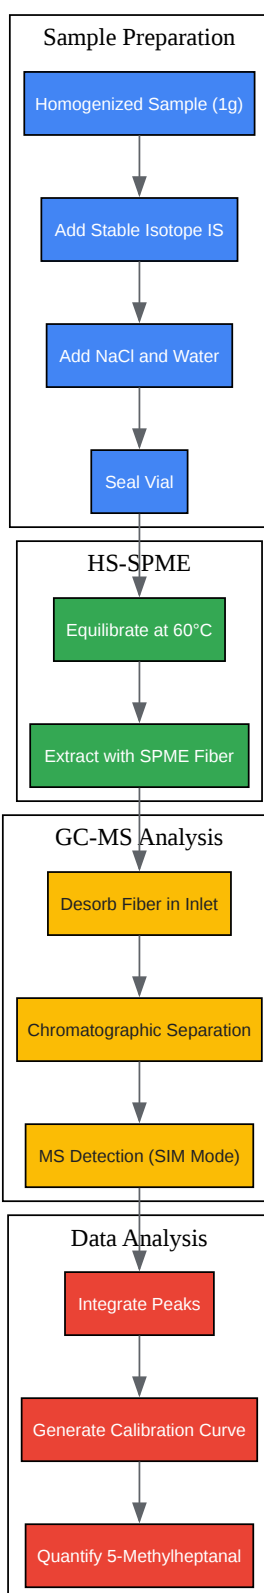 Sample Preparation
Homogenized Sample (1g)
Add Stable Isotope IS
Add NaCl and Water
Seal Vial
HS-SPME
Equilibrate at 60°C
Extract with SPME Fiber
GC-MS Analysis
Desorb Fiber in Inlet
Chromatographic Separation
MS Detection (SIM Mode)
Data Analysis
Integrate Peaks
Generate Calibration Curve
Quantify 5-Methylheptanal